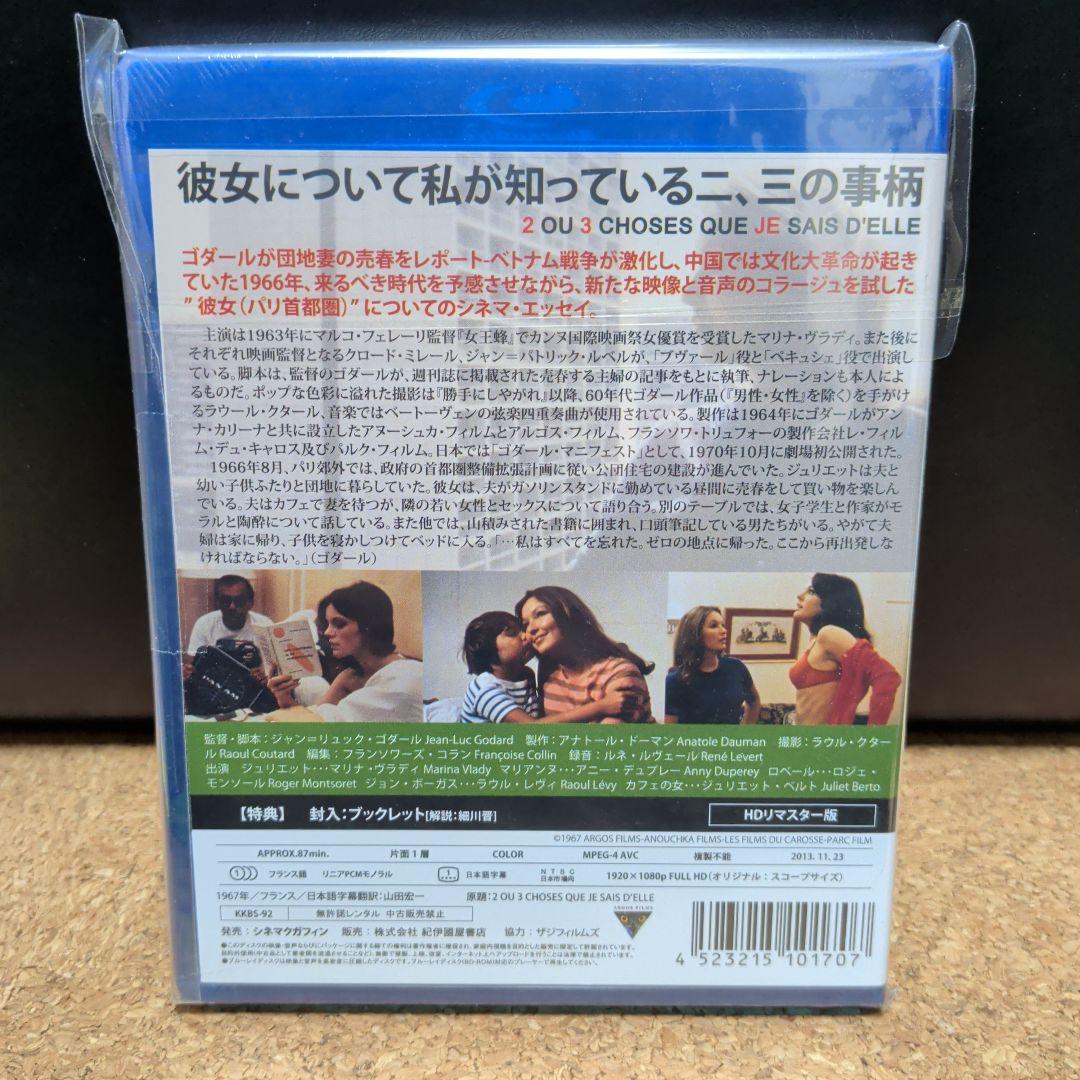 彼女について私が知っている二、三の事柄
2 OU 3 CHOSES QUE JE SAIS D'ELLE
ゴダールが団地妻の売春をレポート-ベトナム戦争が激化し、中国では文化大革命が起き
ていた1966年、来るべき時代を予感させながら、新たな映像と音声のコラージュを試した
"彼女(パリ首都圏)"についてのシネマ・エッセイ。
主演は1963年にマルコ・フェレーリ監督『女王蜂』でカンヌ国際映画祭女優賞を受賞したマリナ・ヴラディ。また後に
それぞれ映画監督となるクロード・ミレール、ジャン=パトリック・ルベルが、「ブヴァール」役と「ペキュシェ」役で出演し
ている。脚本は、監督のゴダールが、週刊誌に掲載された売春する主婦の記事をもとに執筆、ナレーションも本人によ
るものだ。ポップな色彩に溢れた撮影は『勝手にしやがれ』以降、60年代ゴダール作品(『男性・女性』を除く)を手がけ
るラウール・クタール、音楽ではベートーヴェンの弦楽四重奏曲が使用されている。製作は1964年にゴダールがアン
ナ・カリーナと共に設立したアヌーシュカ・フィルムとアルゴス・フィルム、フランソワ・トリュフォーの製作会社レ・フィル
ム・デュ・キャロス及びパルク・フィルム。日本では「ゴダール・マニフェスト」として、1970年10月に劇場初公開された。
1966年8月、パリ郊外では、政府の首都圏整備拡張計画に従い公団住宅の建設が進んでいた。ジュリエットは夫と
幼い子供ふたりと団地に暮らしていた。彼女は、夫がガソリンスタンドに勤めている昼間に売春をして買い物を楽しん
でいる。夫はカフェで妻を待つが、隣の若い女性とセックスについて語り合う。別のテーブルでは、女子学生と作家がモ
ラルと陶酔について話している。また他では、山積みされた書籍に囲まれ、口頭筆記している男たちがいる。やがて夫
婦は家に帰り、子供を寝かしつけてベッドに入る。「…私はすべてを忘れた。ゼロの地点に帰った。ここから再出発しな
ければならない。」(ゴダール)
監督・脚本:ジャン=リュック・ゴダール Jean-Luc Godard 製作:アナトール・ドーマン Anatole Dauman 撮影:ラウル・クター
ル Raoul Coutard 編集:フランソワーズ・コラン Françoise Collin 録音:ルネ・ルヴェール René Levert
出演 ジュリエット…マリナ・ヴラディ Marina Vlady マリアンヌ…アニー・デュプレー Anny Duperey ロベール…ロジェ・
モンソール Roger Montsoret ジョン・ボーガス…ラウル・レヴィ Raoul Lévy カフェの女…ジュリエット・ベルト Juliet Berto
【特典】 封入:ブックレット[解説:細川晋] HDリマスター版
©1967 ARGOS FILMS-ANOUCHKA FILMS-LES FILMS DU CAROSSE-PARC FILM
APPROX.87min. 片面1層 COLOR MPEG-4 AVC 複製不能 2013.11.23
1 フランス語 リニアPCMモノラル 1 日本語字幕 NTSC 日本市場向 1920×1080p FULL HD(オリジナル:スコープサイズ)
1967年/フランス/日本語字幕翻訳:山田宏一 原題:2 OU 3 CHOSES QUE JE SAIS D'ELLE
KKBS-92 無許諾レンタル 中古販売禁止
ARGOS FILMS
発売:シネマクガフィン 販売:株式会社 紀伊國屋書店 協力:ザジフィルムズ
4 523215 101707